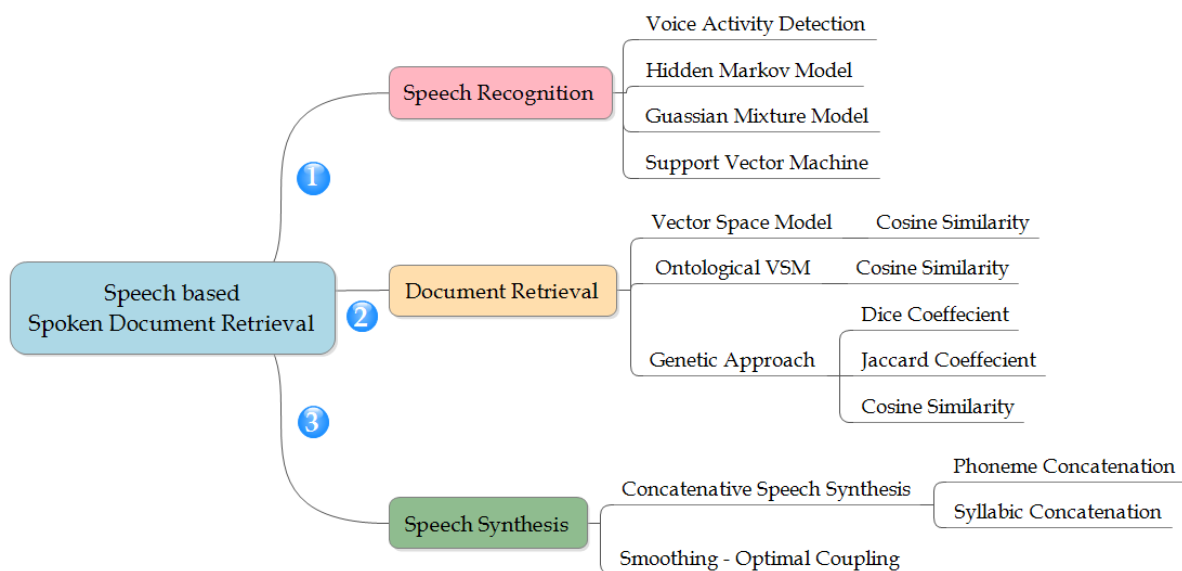 Speech based
Spoken Document Retrieval
1
Speech Recognition
Voice Activity Detection
Hidden Markov Model
Guassian Mixture Model
Support Vector Machine
2
Document Retrieval
Vector Space Model
Cosine Similarity
Ontological VSM
Cosine Similarity
Genetic Approach
Dice Coeffecient
Jaccard Coeffecient
Cosine Similarity
3
Speech Synthesis
Concatenative Speech Synthesis
Phoneme Concatenation
Syllabic Concatenation
Smoothing - Optimal Coupling